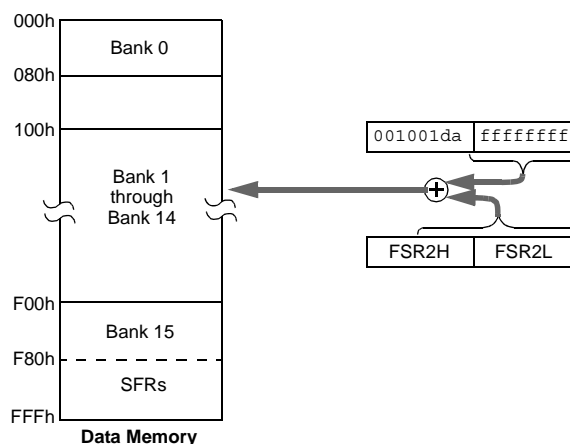 000h
Bank 0
080h
100h
Bank 1
through
Bank 14
F00h
Bank 15
F80h
SFRs
FFFh
Data Memory
001001da ffffffff
FSR2H FSR2L